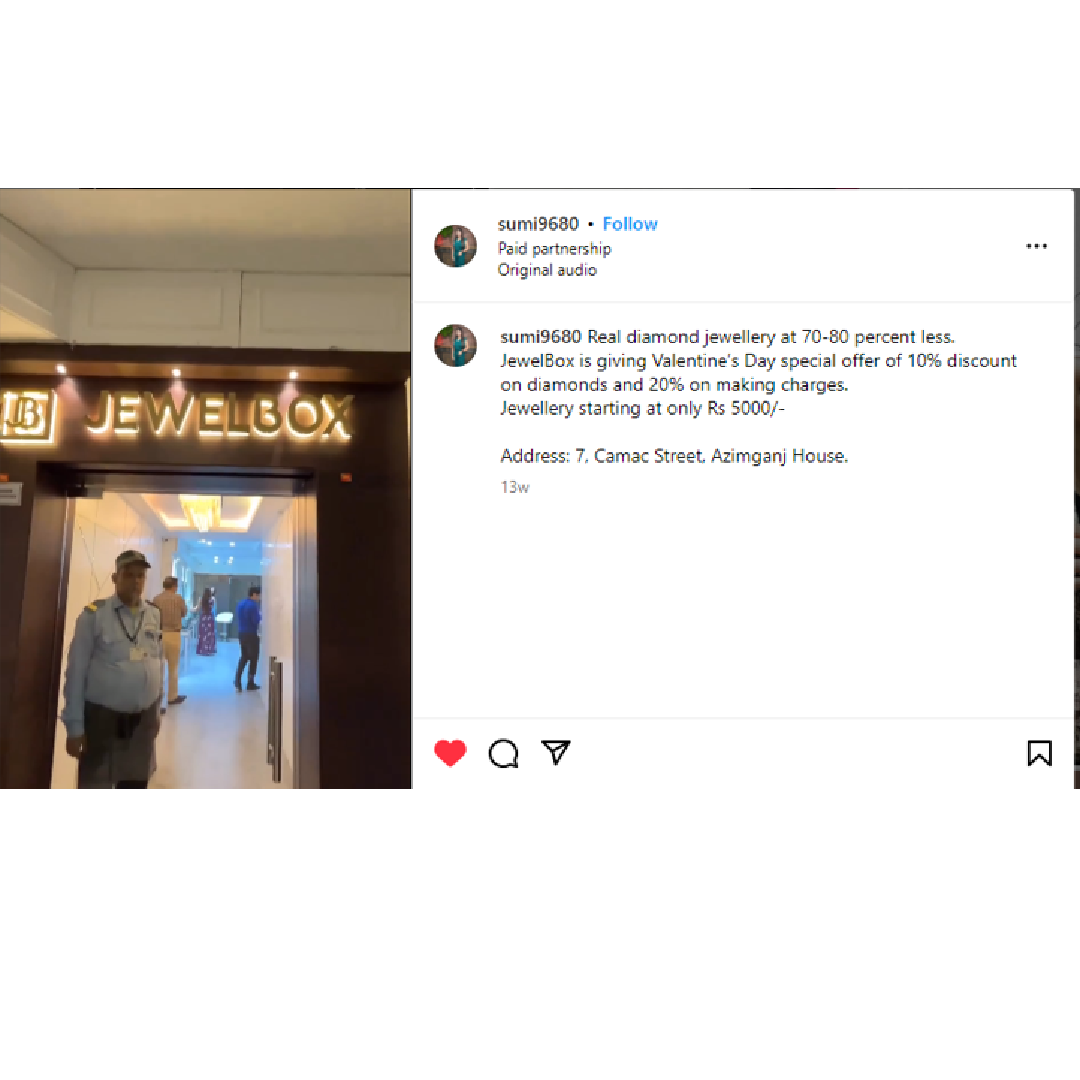 JB JEWELBOX
sumi9680 • Follow
Paid partnership
Original audio
sumi9680 Real diamond jewellery at 70-80 percent less.
JewelBox is giving Valentine's Day special offer of 10% discount
on diamonds and 20% on making charges.
Jewellery starting at only Rs 5000/-
Address: 7, Camac Street, Azimganj House.
13w